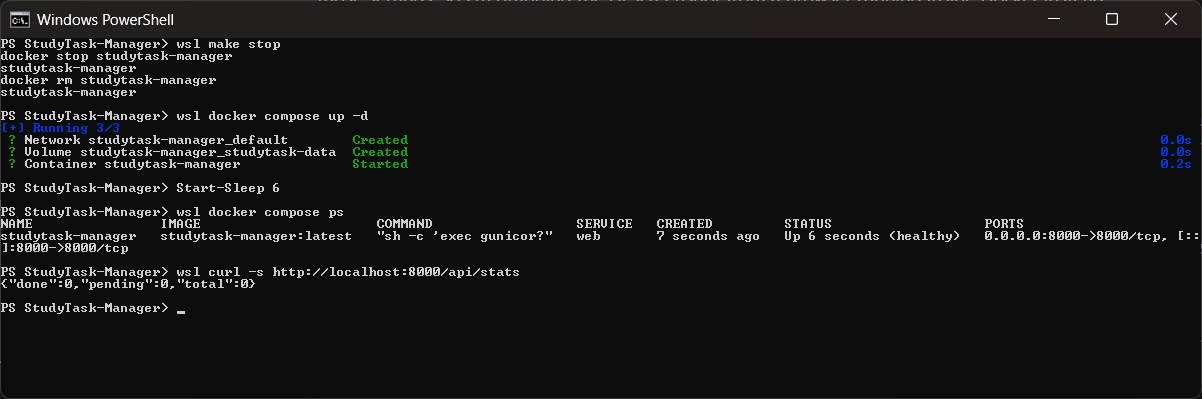 Windows PowerShell
PS StudyTask-Manager> wsl make stop
docker stop studytask-manager
studytask-manager
docker rm studytask-manager
studytask-manager
PS StudyTask-Manager> wsl docker compose up -d
[+] Running 3/3
? Network studytask-manager_default Created 0.0s
? Volume studytask-manager_studytask-data Created 0.0s
? Container studytask-manager Started 0.2s
PS StudyTask-Manager> Start-Sleep 6
PS StudyTask-Manager> wsl docker compose ps
NAME IMAGE COMMAND SERVICE CREATED STATUS PORTS
studytask-manager studytask-manager:latest "sh -c 'exec gunicor?" web 7 seconds ago Up 6 seconds (healthy) 0.0.0.0:8000->8000/tcp, [::
]:8000->8000/tcp
PS StudyTask-Manager> wsl curl -s http://localhost:8000/api/stats
{"done":0,"pending":0,"total":0}
PS StudyTask-Manager> _